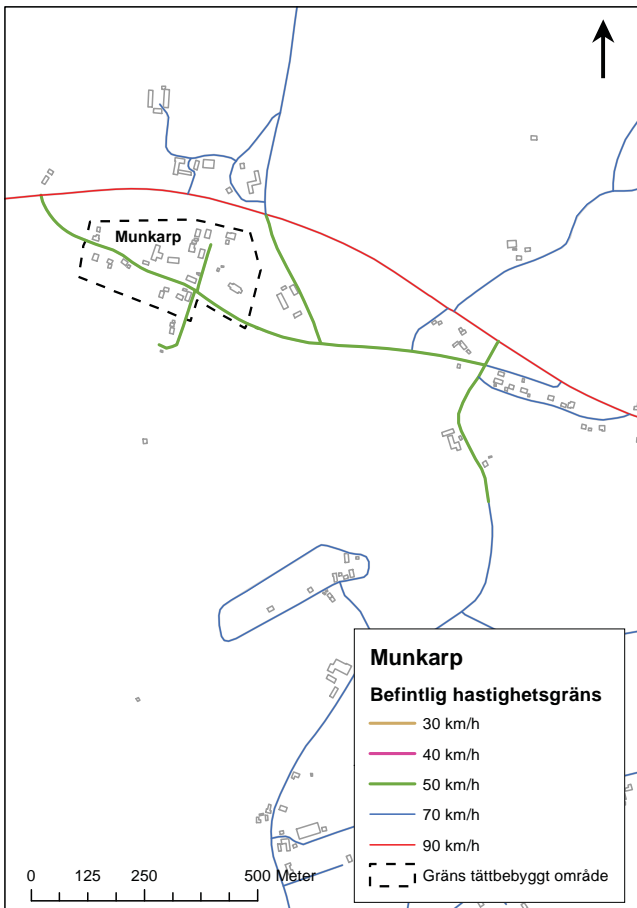 Munkarp
Munkarp
Befintlig hastighetsgräns
30 km/h
40 km/h
50 km/h
70 km/h
90 km/h
Gräns tättbebyggt område
0 125 250 500 Meter